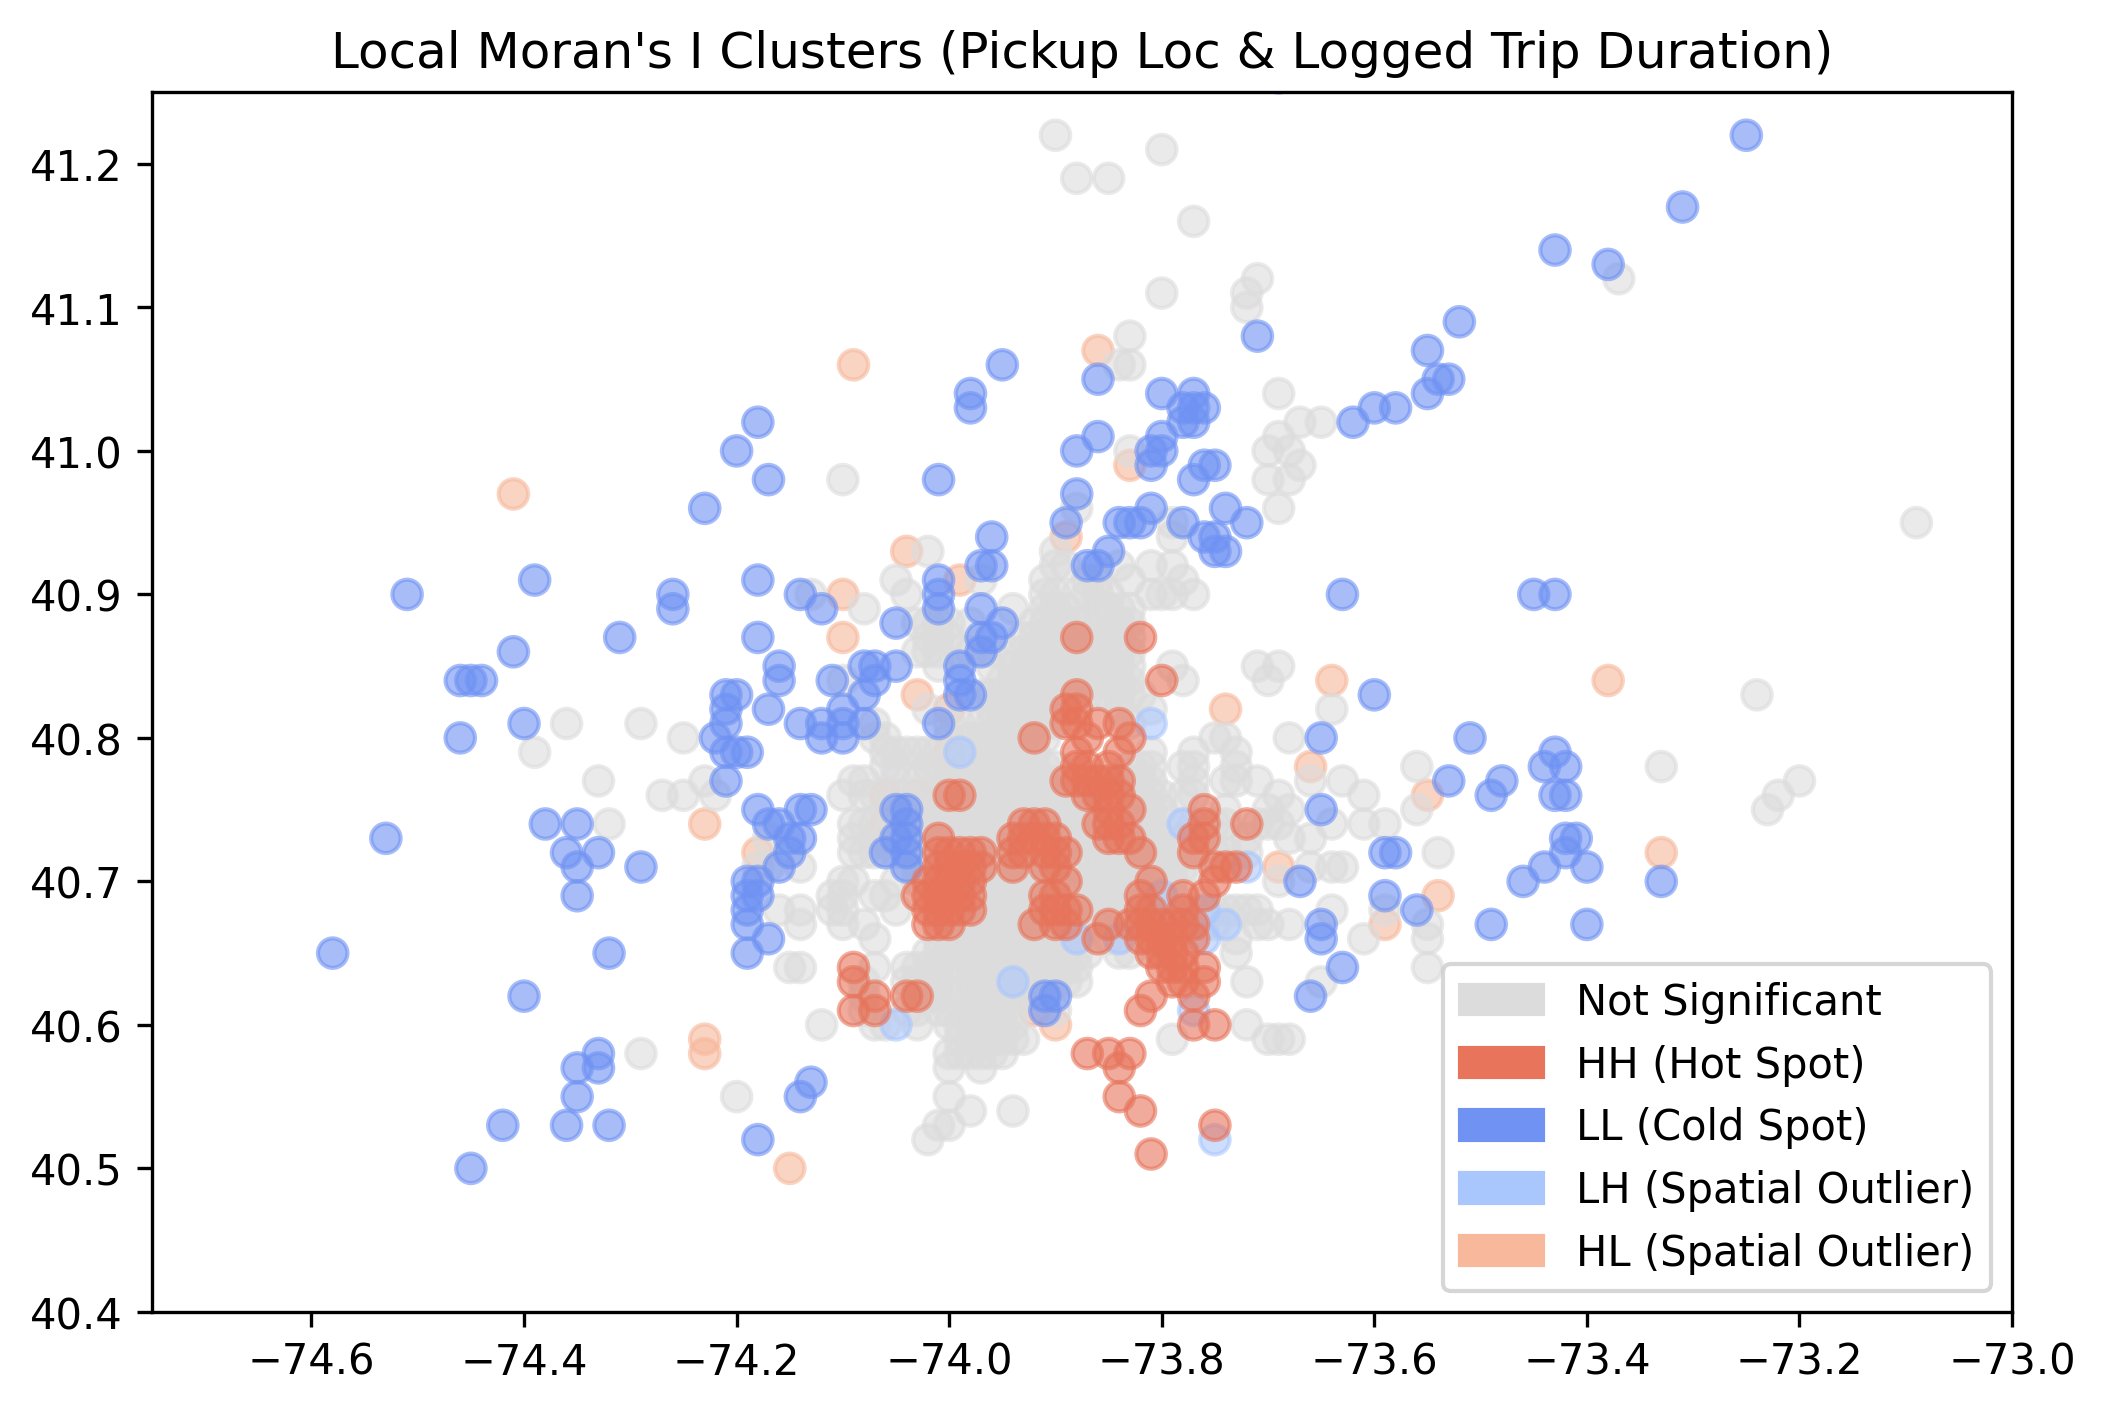 Local Moran's I Clusters (Pickup Loc & Logged Trip Duration)
41.2
41.1
41.0
40.9
40.8
40.7
40.6
40.5
40.4
Not Significant
HH (Hot Spot)
LL (Cold Spot)
LH (Spatial Outlier)
HL (Spatial Outlier)
−74.6 −74.4 −74.2 −74.0 −73.8 −73.6 −73.4 −73.2 −73.0